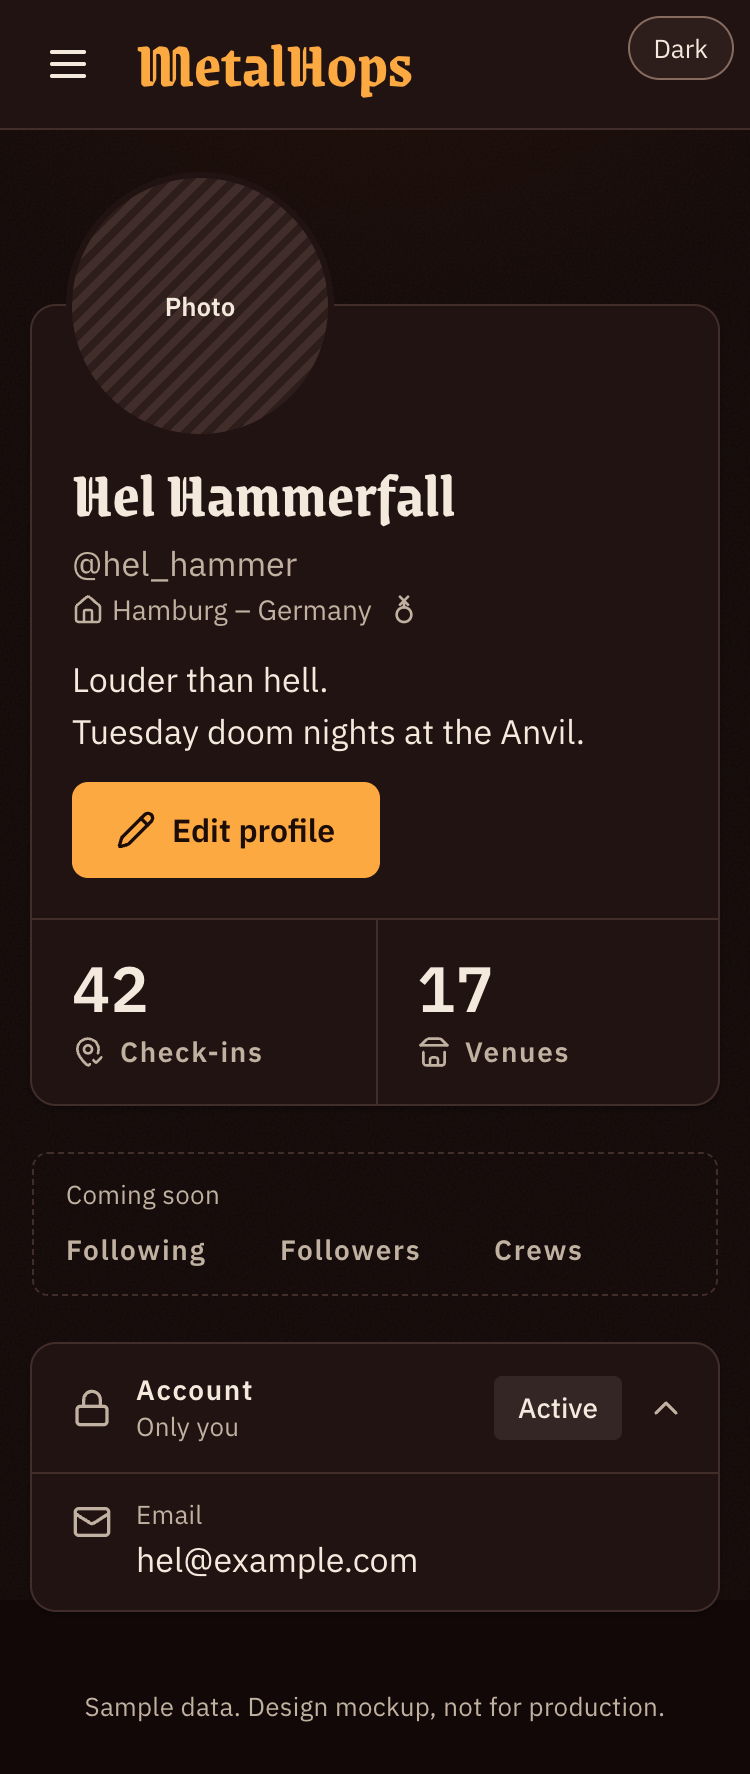 MetalHops
Dark
Photo
Hel Hammerfall
@hel_hammer
Hamburg – Germany
Louder than hell.
Tuesday doom nights at the Anvil.
Edit profile
42
Check-ins
17
Venues
Coming soon
Following Followers Crews
Account
Only you
Active
Email
hel@example.com
Sample data. Design mockup, not for production.